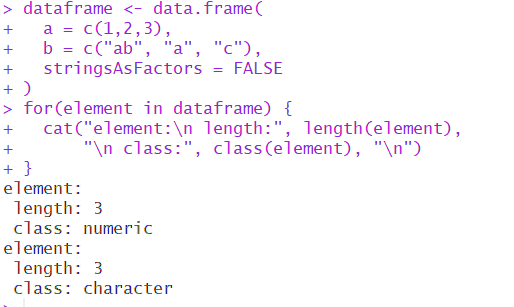 > dataframe <- data.frame(
+   a = c(1,2,3),
+   b = c("ab", "a", "c"),
+   stringsAsFactors = FALSE
+ )
> for(element in dataframe) {
+   cat("element:\n length:", length(element),
+       "\n class:", class(element), "\n")
+ }
element:
 length: 3
 class: numeric
element:
 length: 3
 class: character
>